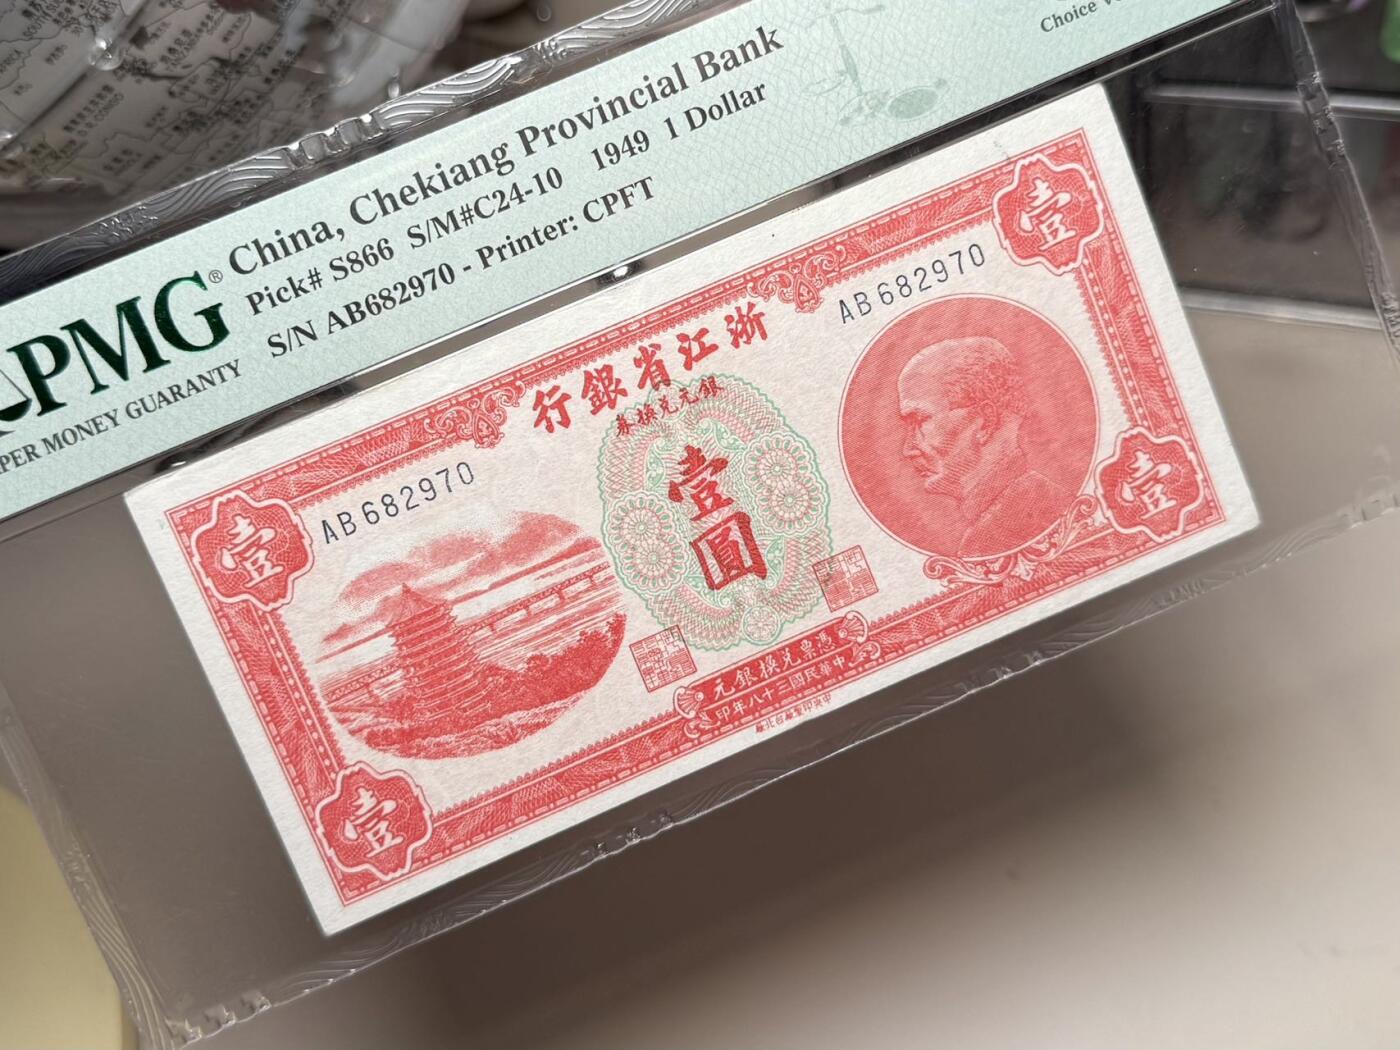 China, Chekiang Provincial Bank
Pick# S866 S/M#C24-10 1949 1 Dollar
S/N AB682970 - Printer: CPFT
Choice
PMG®
PER MONEY GUARANTY
行銀省江浙
券換兌元銀
AB682970
AB682970
壹
圓
壹
壹
壹
壹
元銀換兌票憑
印年八十三國民華中